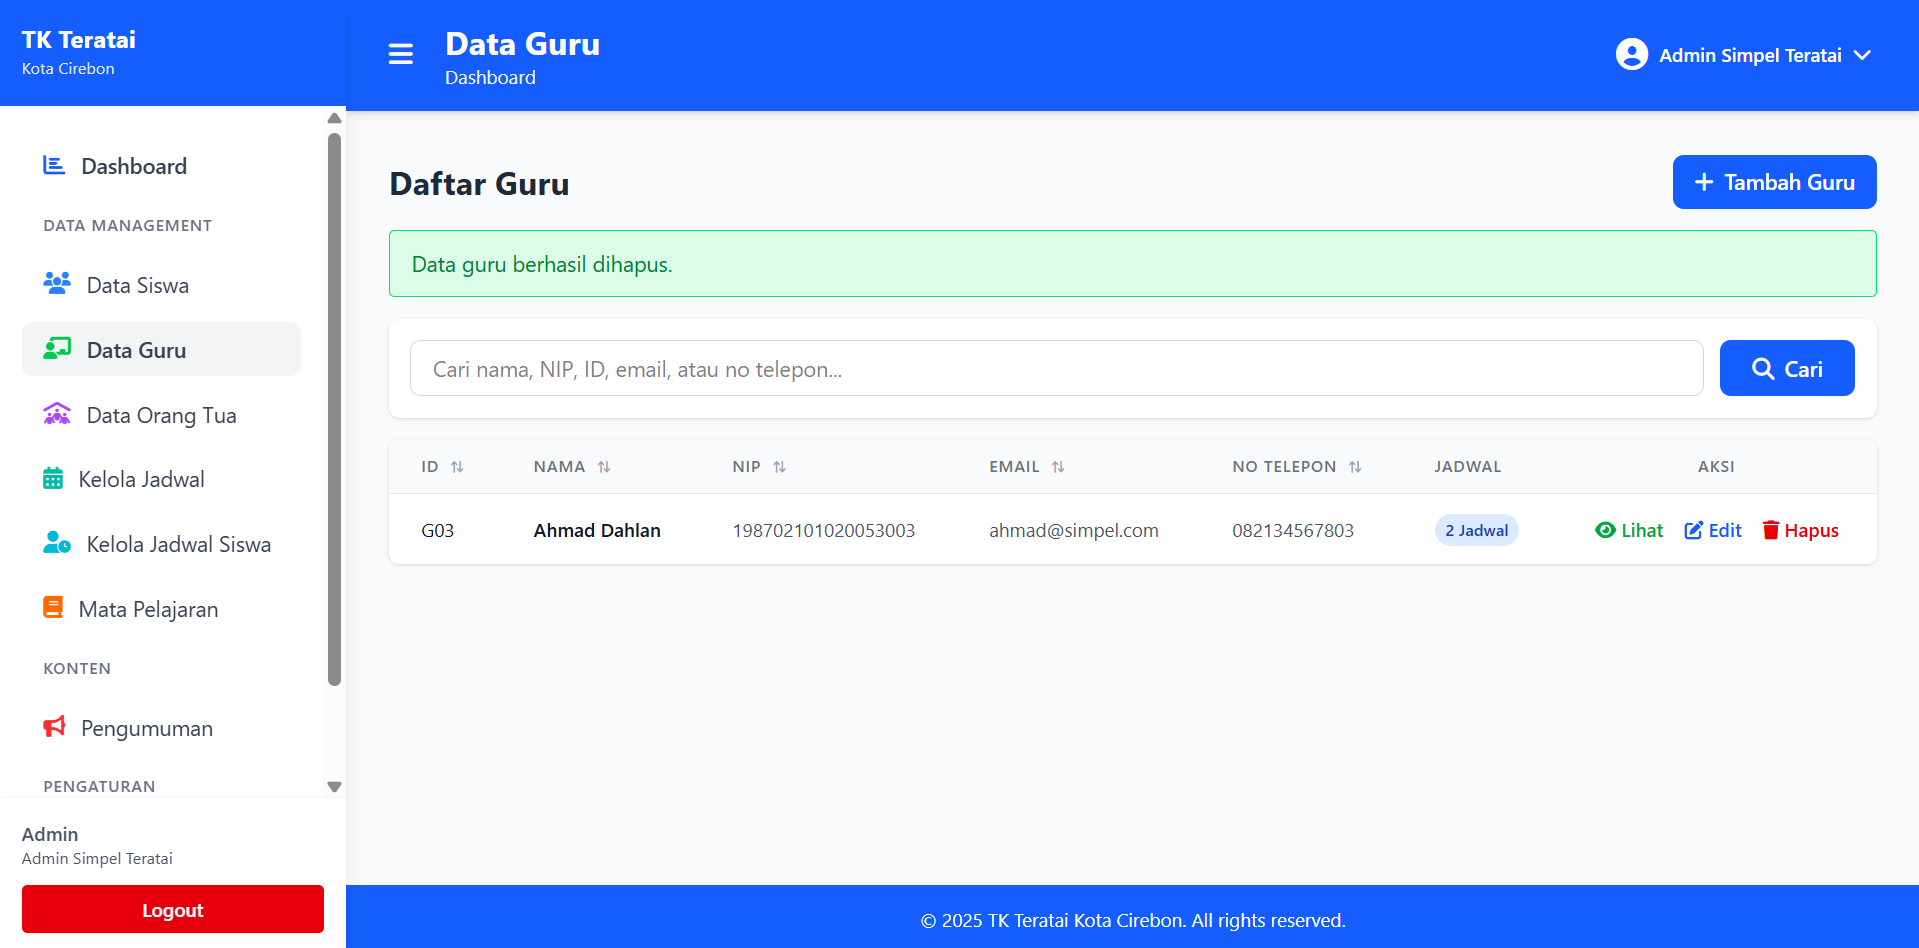 TK Teratai
Kota Cirebon
Data Guru
Dashboard
Admin Simpel Teratai
Dashboard
DATA MANAGEMENT
Data Siswa
Data Guru
Data Orang Tua
Kelola Jadwal
Kelola Jadwal Siswa
Mata Pelajaran
KONTEN
Pengumuman
PENGATURAN
Admin
Admin Simpel Teratai
Logout
Daftar Guru
Tambah Guru
Data guru berhasil dihapus.
Cari nama, NIP, ID, email, atau no telepon...
Cari
ID NAMA NIP EMAIL NO TELEPON JADWAL AKSI
G03 Ahmad Dahlan 198702101020053003 ahmad@simpel.com 082134567803 2 Jadwal Lihat Edit Hapus
© 2025 TK Teratai Kota Cirebon. All rights reserved.